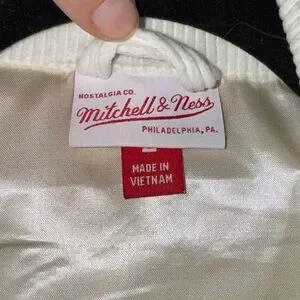 NOSTALGIA CO.
Mitchell & Ness
PHILADELPHIA, PA.
MADE IN
VIETNAM